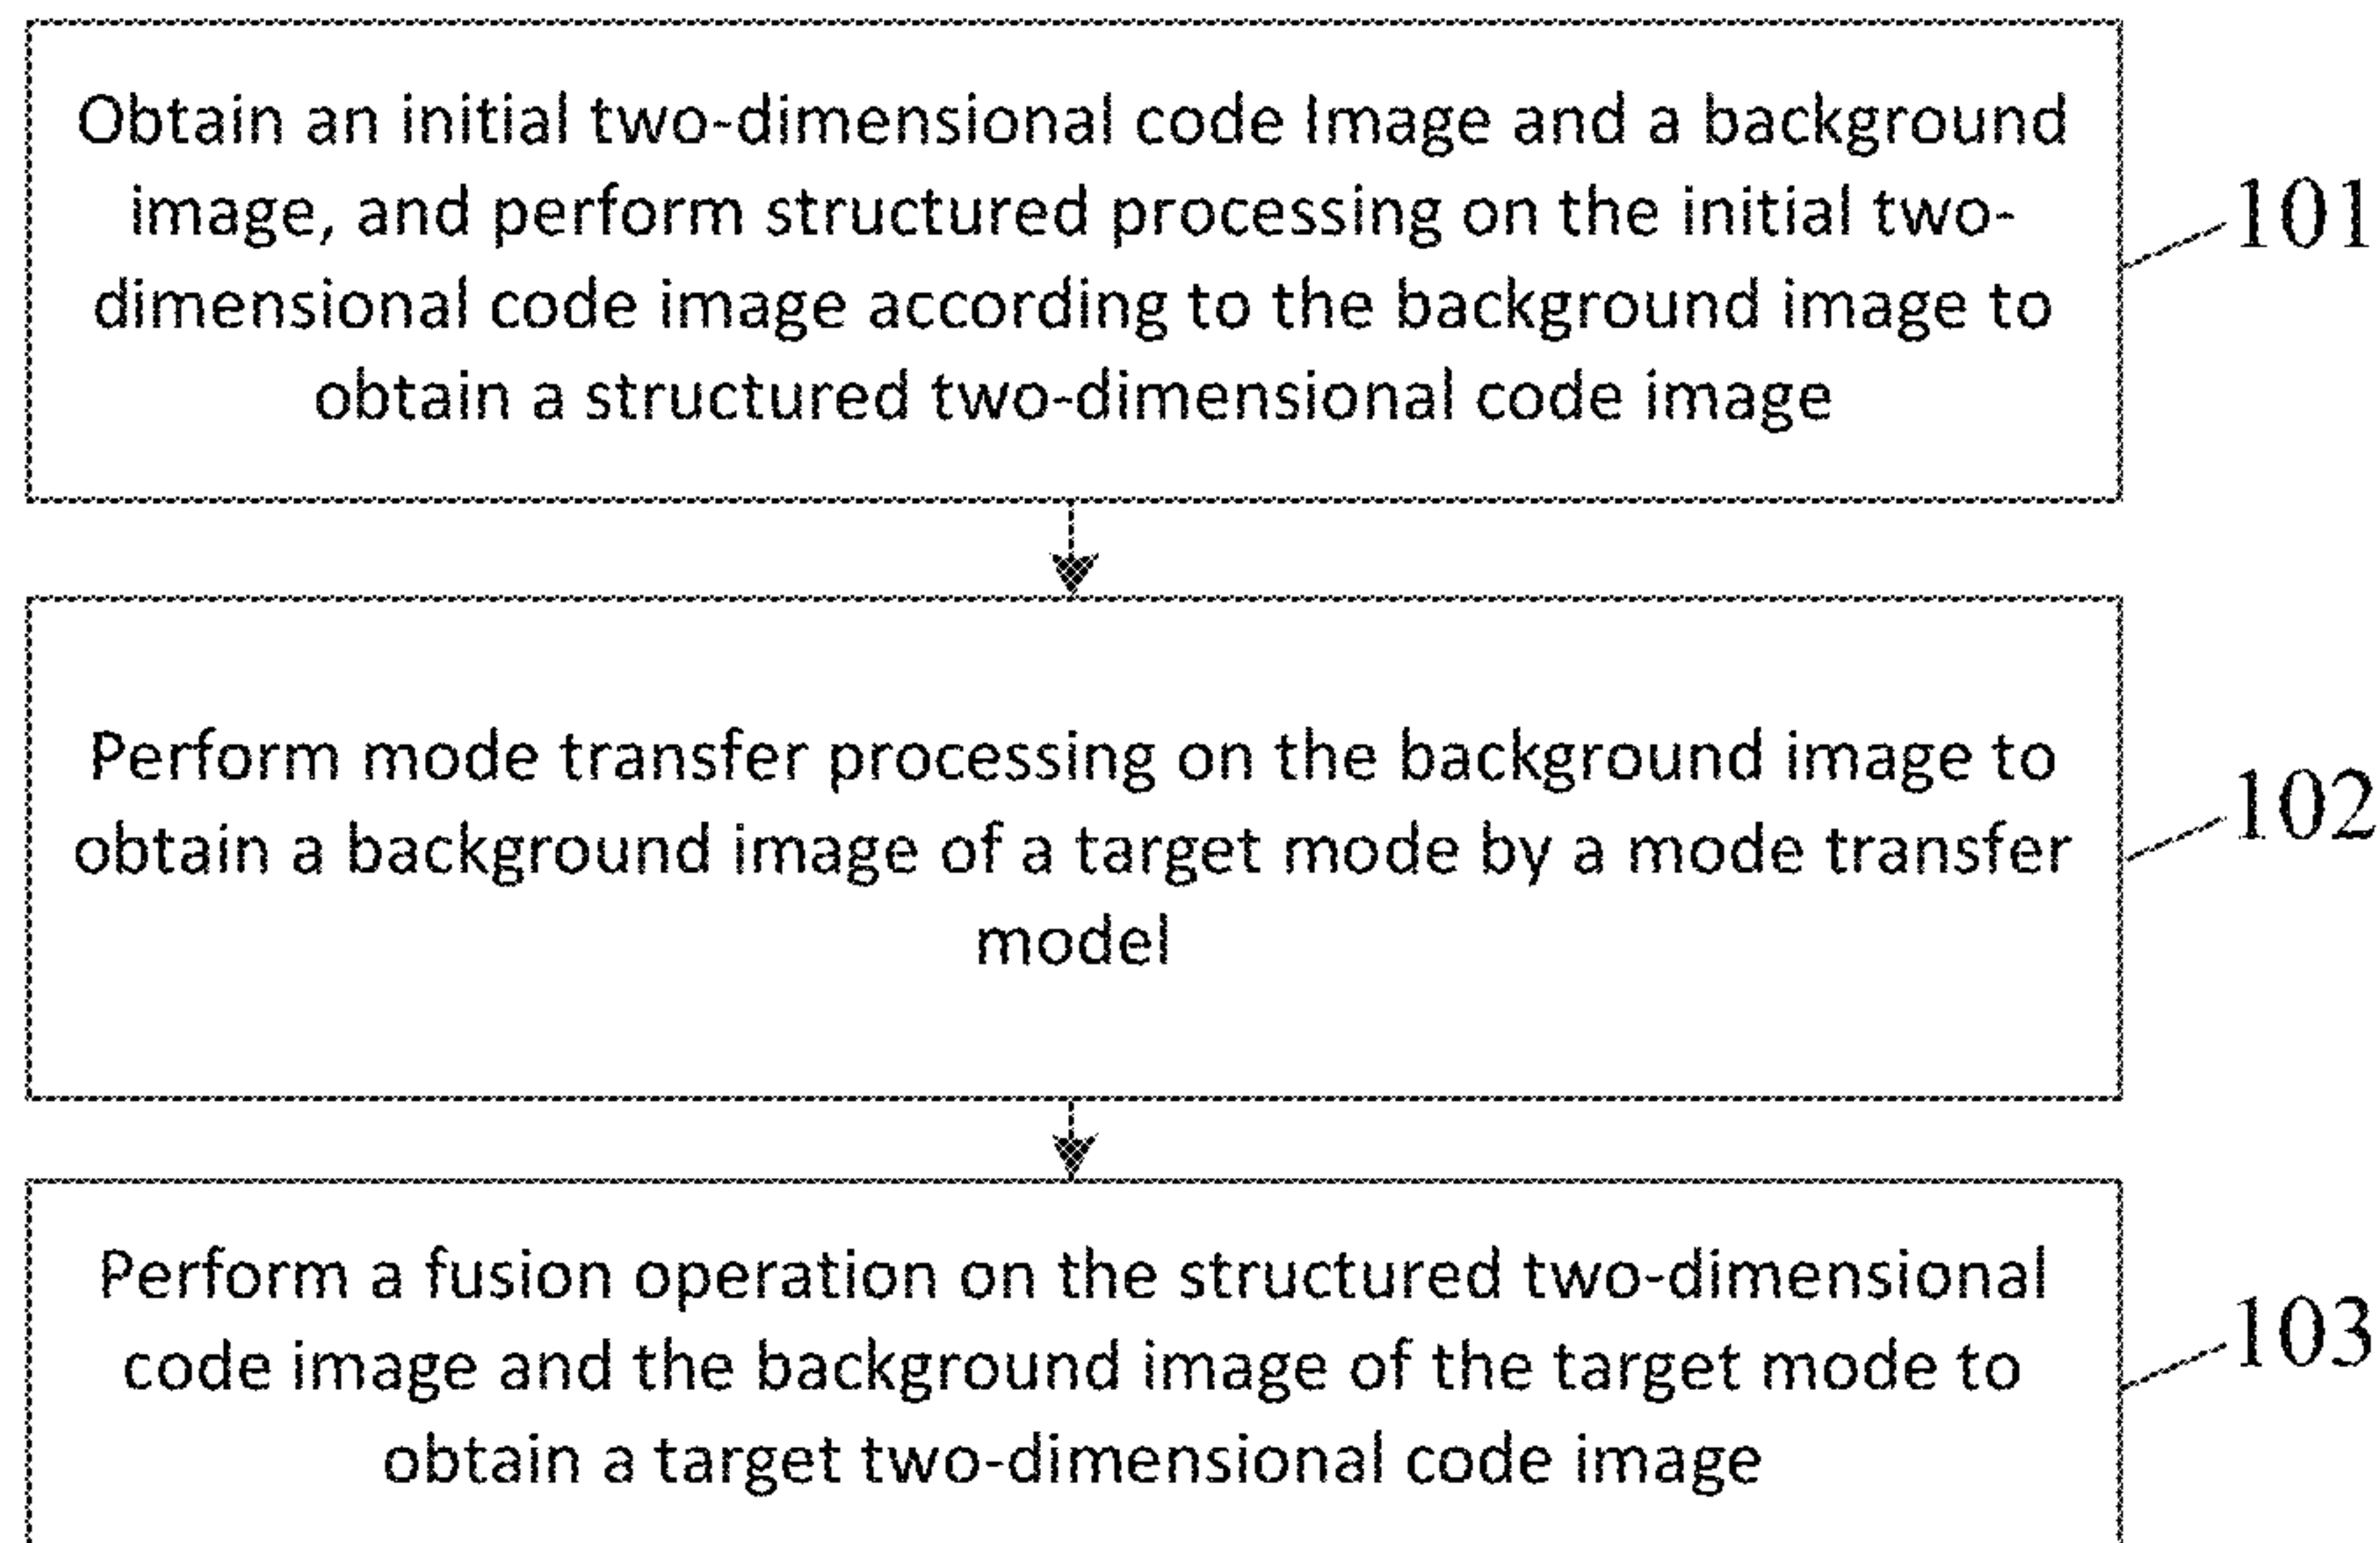 Obtain an initial two-dimensional code Image and a background
image, and perform structured processing on the initial two-
dimensional code image according to the background image to
obtain a structured two-dimensional code image
101
Perform mode transfer processing on the background image to
obtain a background image of a target mode by a mode transfer
model
102
Perform a fusion operation on the structured two-dimensional
code image and the background image of the target mode to
obtain a target two-dimensional code image
103